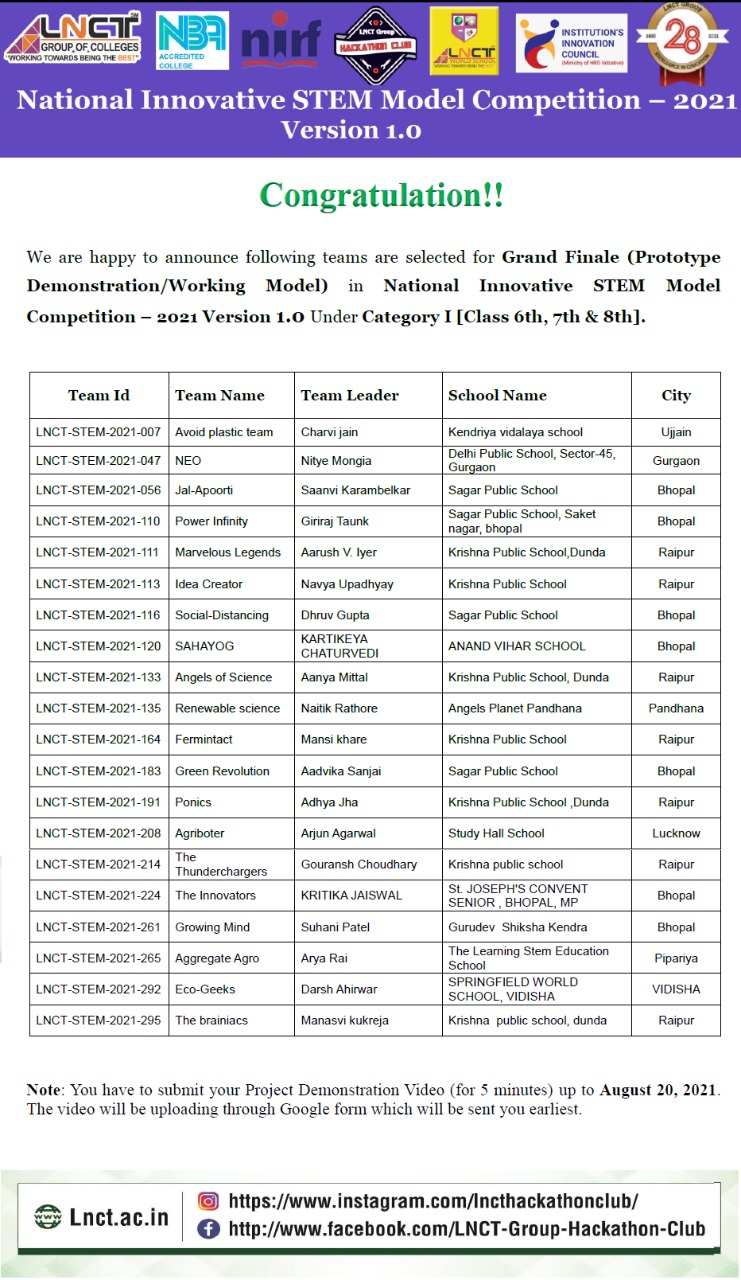 LNCT
GROUP OF COLLEGES
"WORKING TOWARDS BEING THE BEST"
NBA
ACCREDITED
COLLEGE
nirf
LNCT Group
HACKATHON CLUB
LNCT
WORLD SCHOOL
INSTITUTION'S
INNOVATION
COUNCIL
(Ministry of HRD Initiative)
LNCT GROUP
28
National Innovative STEM Model Competition – 2021
Version 1.0
Congratulation!!
We are happy to announce following teams are selected for Grand Finale (Prototype
Demonstration/Working Model) in National Innovative STEM Model
Competition – 2021 Version 1.0 Under Category I [Class 6th, 7th & 8th].
Team Id Team Name Team Leader School Name City
LNCT-STEM-2021-007 Avoid plastic team Charvi jain Kendriya vidalaya school Ujjain
LNCT-STEM-2021-047 NEO Nitye Mongia Delhi Public School, Sector-45, Gurgaon Gurgaon
LNCT-STEM-2021-056 Jal-Apoorti Saanvi Karambelkar Sagar Public School Bhopal
LNCT-STEM-2021-110 Power Infinity Giriraj Taunk Sagar Public School, Saket nagar, bhopal Bhopal
LNCT-STEM-2021-111 Marvelous Legends Aarush V. Iyer Krishna Public School,Dunda Raipur
LNCT-STEM-2021-113 Idea Creator Navya Upadhyay Krishna Public School Raipur
LNCT-STEM-2021-116 Social-Distancing Dhruv Gupta Sagar Public School Bhopal
LNCT-STEM-2021-120 SAHAYOG KARTIKEYA CHATURVEDI ANAND VIHAR SCHOOL Bhopal
LNCT-STEM-2021-133 Angels of Science Aanya Mittal Krishna Public School, Dunda Raipur
LNCT-STEM-2021-135 Renewable science Naitik Rathore Angels Planet Pandhana Pandhana
LNCT-STEM-2021-164 Fermintact Mansi khare Krishna Public School Raipur
LNCT-STEM-2021-183 Green Revolution Aadvika Sanjai Sagar Public School Bhopal
LNCT-STEM-2021-191 Ponics Adhya Jha Krishna Public School ,Dunda Raipur
LNCT-STEM-2021-208 Agriboter Arjun Agarwal Study Hall School Lucknow
LNCT-STEM-2021-214 The Thunderchargers Gouransh Choudhary Krishna public school Raipur
LNCT-STEM-2021-224 The Innovators KRITIKA JAISWAL St. JOSEPH'S CONVENT SENIOR , BHOPAL, MP Bhopal
LNCT-STEM-2021-261 Growing Mind Suhani Patel Gurudev Shiksha Kendra Bhopal
LNCT-STEM-2021-265 Aggregate Agro Arya Rai The Learning Stem Education School Pipariya
LNCT-STEM-2021-292 Eco-Geeks Darsh Ahirwar SPRINGFIELD WORLD SCHOOL, VIDISHA VIDISHA
LNCT-STEM-2021-295 The brainiacs Manasvi kukreja Krishna public school, dunda Raipur
Note: You have to submit your Project Demonstration Video (for 5 minutes) up to August 20, 2021.
The video will be uploading through Google form which will be sent you earliest.
Lnct.ac.in
https://www.instagram.com/lncthackathonclub/
http://www.facebook.com/LNCT-Group-Hackathon-Club